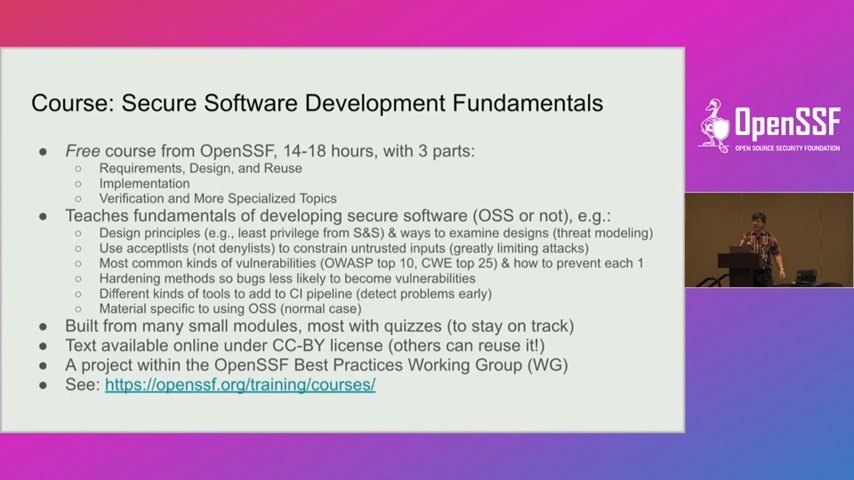 Course: Secure Software Development Fundamentals
● Free course from OpenSSF, 14-18 hours, with 3 parts:
○ Requirements, Design, and Reuse
○ Implementation
○ Verification and More Specialized Topics
● Teaches fundamentals of developing secure software (OSS or not), e.g.:
○ Design principles (e.g., least privilege from S&S) & ways to examine designs (threat modeling)
○ Use acceptlists (not denylists) to constrain untrusted inputs (greatly limiting attacks)
○ Most common kinds of vulnerabilities (OWASP top 10, CWE top 25) & how to prevent each 1
○ Hardening methods so bugs less likely to become vulnerabilities
○ Different kinds of tools to add to CI pipeline (detect problems early)
○ Material specific to using OSS (normal case)
● Built from many small modules, most with quizzes (to stay on track)
● Text available online under CC-BY license (others can reuse it!)
● A project within the OpenSSF Best Practices Working Group (WG)
● See: https://openssf.org/training/courses/
OpenSSF
OPEN SOURCE SECURITY FOUNDATION